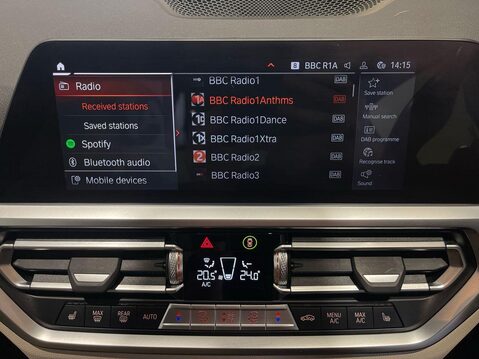 BBC R1A 14:15
Radio
Received stations
Saved stations
Spotify
Bluetooth audio
Mobile devices
BBC Radio1 DAB
BBC Radio1Anthms DAB
BBC Radio1Dance DAB
BBC Radio1Xtra DAB
BBC Radio2 DAB
BBC Radio3 DAB
Save station
Manual search
DAB programme
Recognise track
Sound
20.5° 24.0°
A/C A/C
MAX
REAR
AUTO
MENU
A/C
MAX
A/C